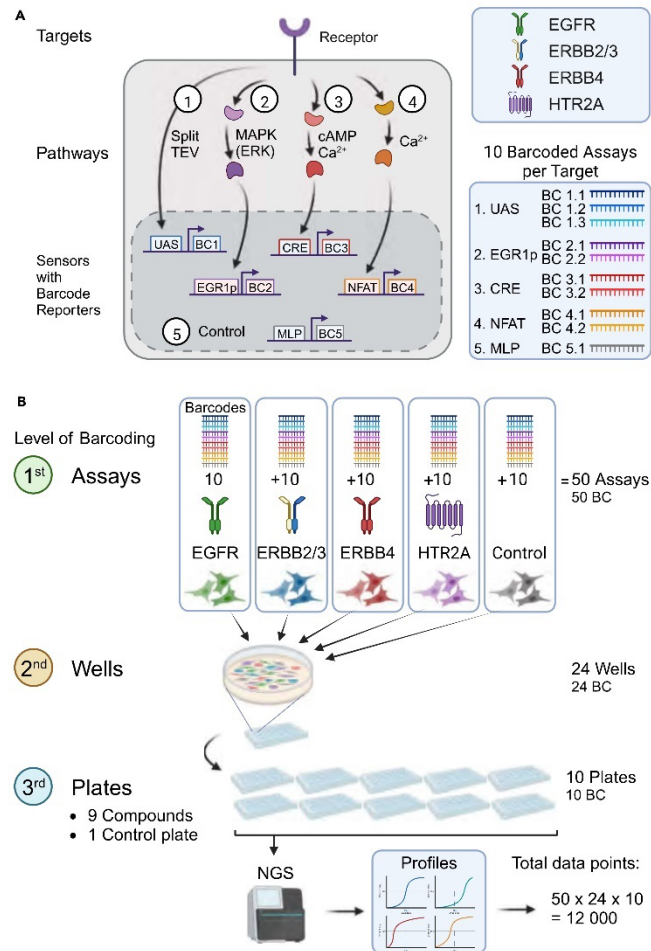 A
Targets
Receptor
EGFR
ERBB2/3
ERBB4
HTR2A
1
2
3
4
Split
TEV
MAPK
(ERK)
cAMP
Ca²⁺
Ca²⁺
Pathways
Sensors
with
Barcode
Reporters
UAS BC1
CRE BC3
EGR1p BC2
NFAT BC4
5 Control
MLP BC5
10 Barcoded Assays
per Target
1. UAS
BC 1.1
BC 1.2
BC 1.3
2. EGR1p
BC 2.1
BC 2.2
3. CRE
BC 3.1
BC 3.2
4. NFAT
BC 4.1
BC 4.2
5. MLP BC 5.1
B
Level of Barcoding
Barcodes
1st Assays
10 +10 +10 +10 +10
= 50 Assays
50 BC
EGFR ERBB2/3 ERBB4 HTR2A Control
2nd Wells
24 Wells
24 BC
3rd Plates
• 9 Compounds
• 1 Control plate
10 Plates
10 BC
NGS
Profiles
Total data points:
50 x 24 x 10
= 12 000